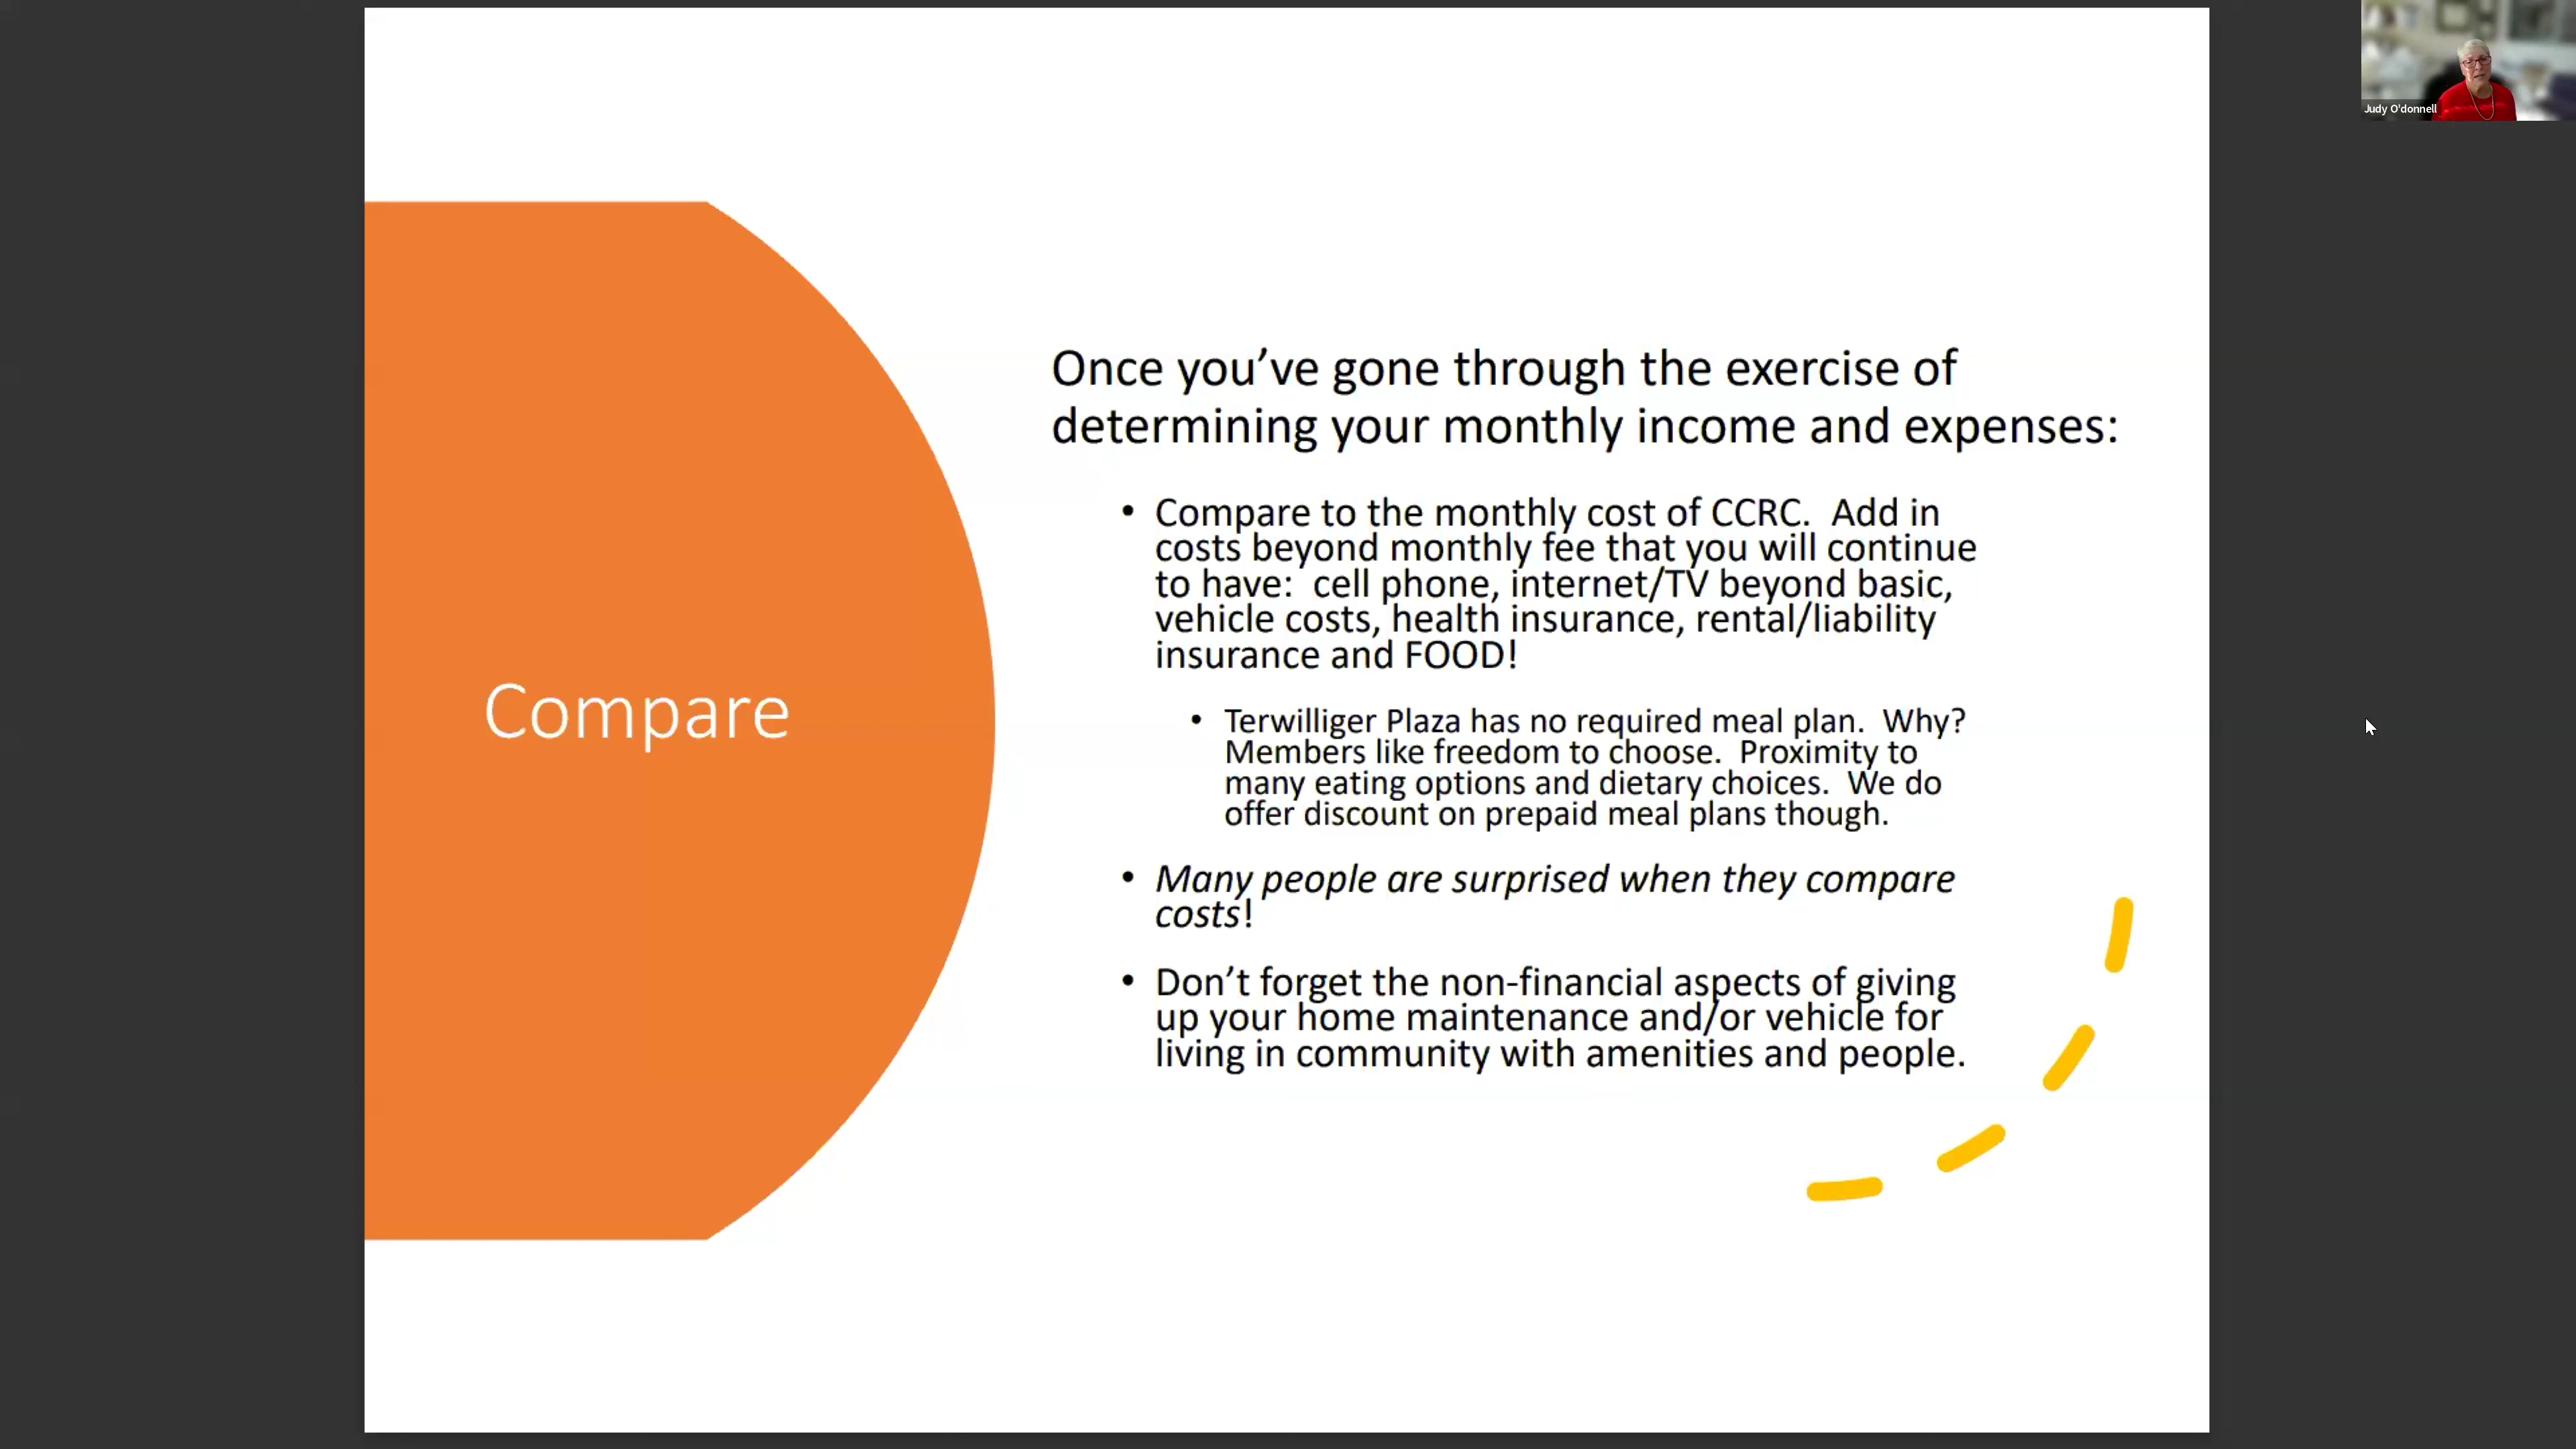 Judy O'donnell
Compare
Once you’ve gone through the exercise of
determining your monthly income and expenses:
• Compare to the monthly cost of CCRC.  Add in
costs beyond monthly fee that you will continue
to have:  cell phone, internet/TV beyond basic,
vehicle costs, health insurance, rental/liability
insurance and FOOD!
• Terwilliger Plaza has no required meal plan.  Why?
Members like freedom to choose.  Proximity to
many eating options and dietary choices.  We do
offer discount on prepaid meal plans though.
• Many people are surprised when they compare
costs!
• Don’t forget the non-financial aspects of giving
up your home maintenance and/or vehicle for
living in community with amenities and people.